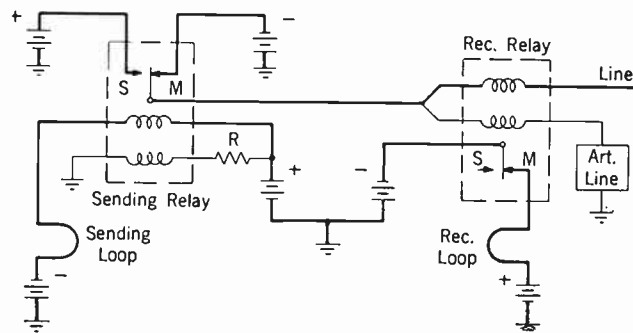 +
-
Rec. Relay
S M
Line
R
S M
-
+
Art.
Line
Sending Relay
Sending
Loop
Rec.
Loop
-
+